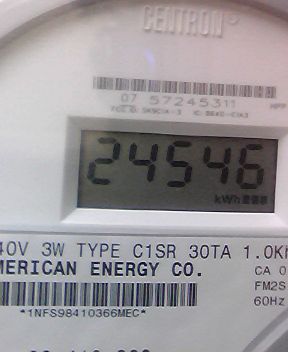 CENTRON
07 57245311
24546
kWh
40V 3W TYPE C1SR 30TA 1.0K
MERICAN ENERGY CO.
CA 0
FM2S
60Hz
*1NFS98410366MEC*